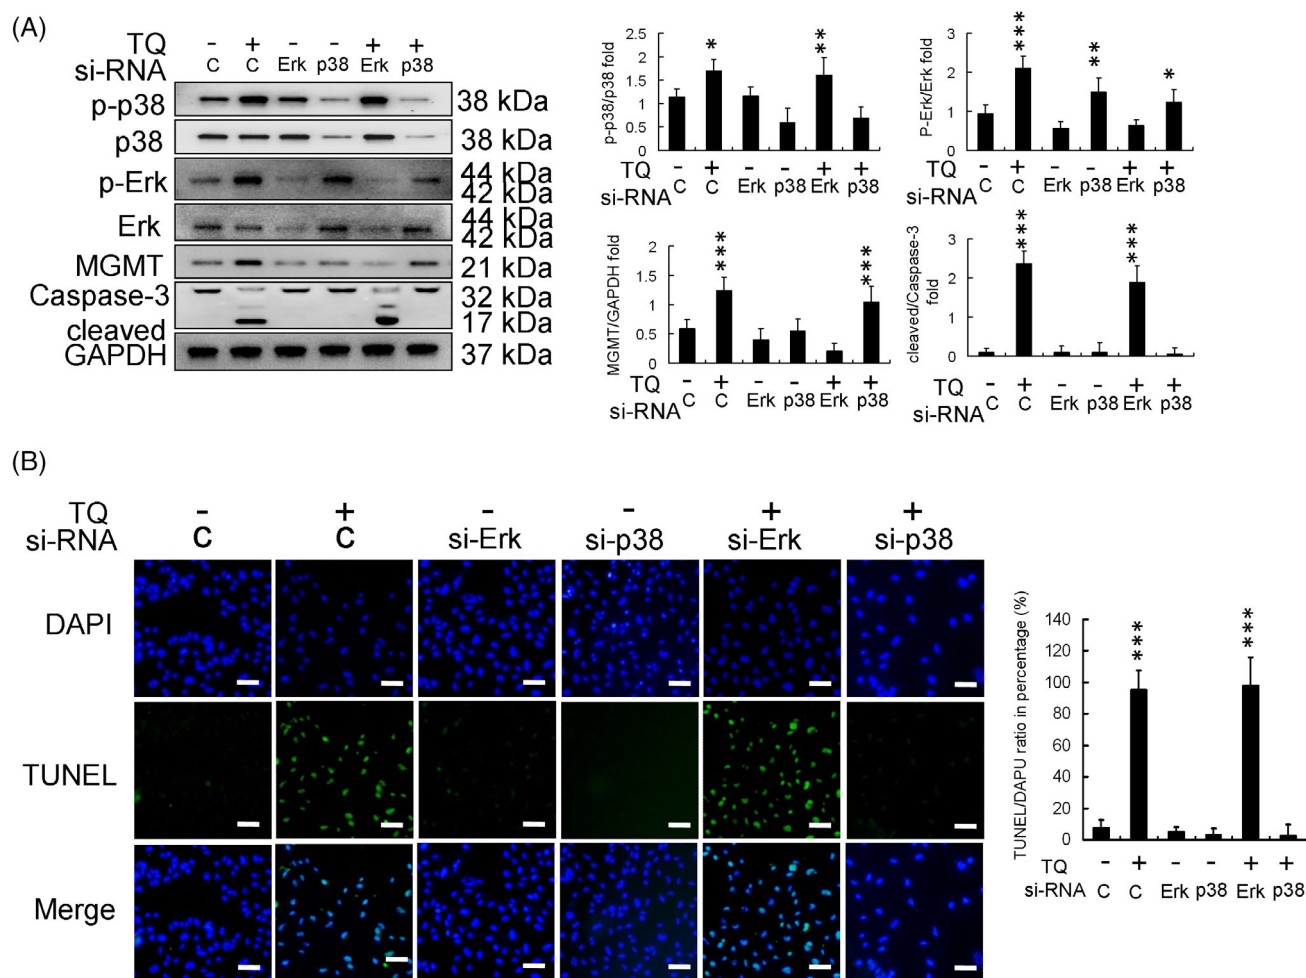 (A)
TQ - + - - + +
si-RNA C C Erk p38 Erk p38
p-p38 38 kDa
p38 38 kDa
p-Erk 44 kDa
42 kDa
Erk 44 kDa
42 kDa
MGMT 21 kDa
Caspase-3 32 kDa
cleaved 17 kDa
GAPDH 37 kDa
p-p38/p38 fold
2.5
2
1.5
1
0.5
0
* **
TQ - + - - + +
si-RNA C C Erk p38 Erk p38
P-Erk/Erk fold
3
2
1
0
*** ** *
TQ - + - - + +
si-RNA C C Erk p38 Erk p38
MGMT/GAPDH fold
2
1.5
1
0.5
0
*** ***
TQ - + - - + +
si-RNA C C Erk p38 Erk p38
cleaved/Caspase-3
fold
3
2
1
0
*** ***
TQ - + - - + +
si-RNA C C Erk p38 Erk p38
(B)
TQ - + - - + +
si-RNA C C si-Erk si-p38 si-Erk si-p38
DAPI
TUNEL
Merge
TUNEL/DAPU ratio in percentage (%)
140
120
100
80
60
40
20
0
*** ***
TQ - + - - + +
si-RNA C C Erk p38 Erk p38